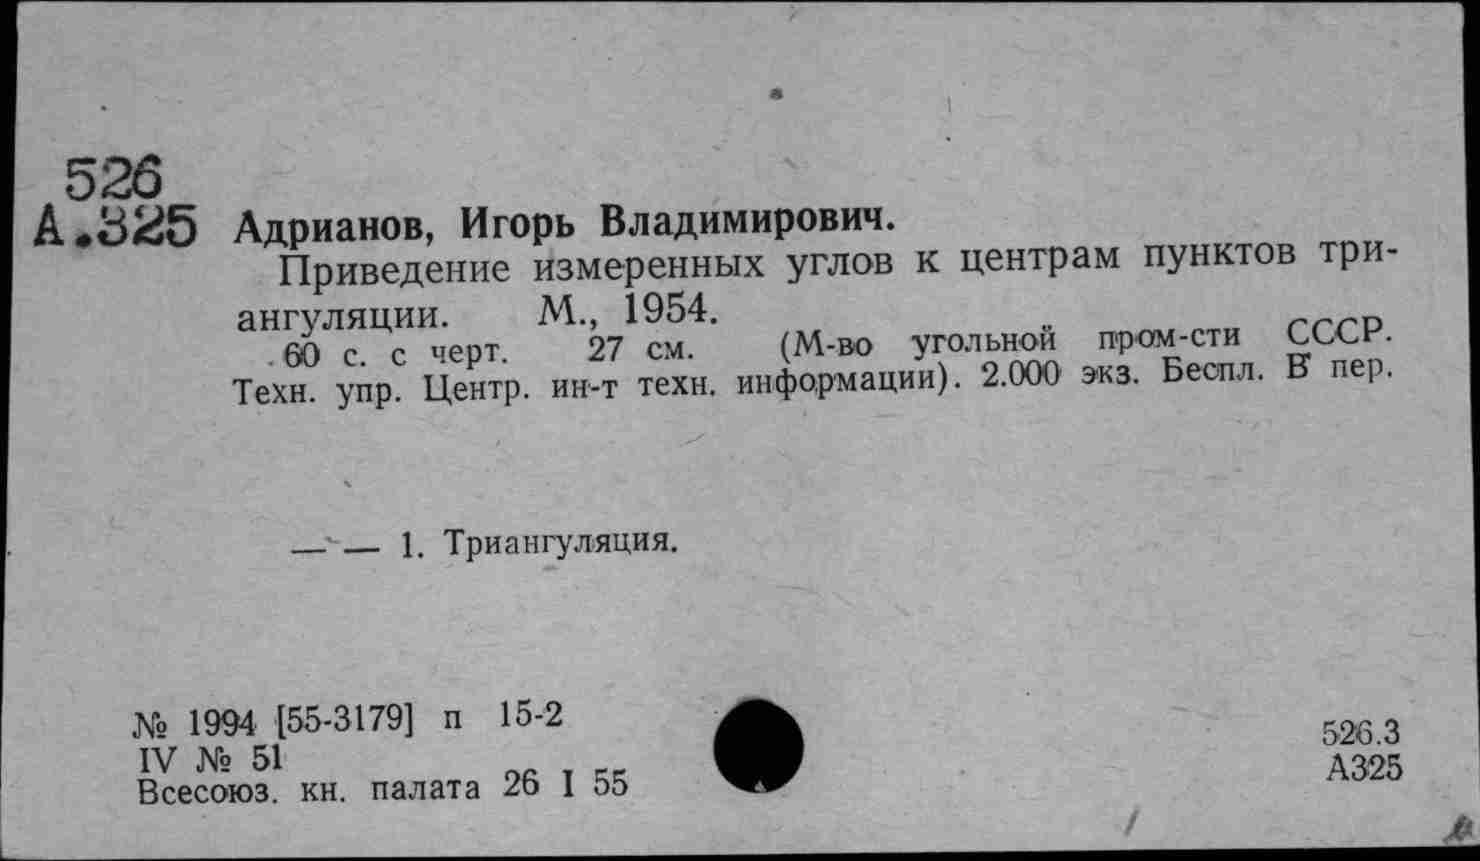 526
А.325 Адрианов, Игорь Владимирович.
Приведение измеренных углов к центрам пунктов три-
ангуляции. М., 1954.
60 с. с черт. 27 см. (М-во угольной пром-сти СССР.
Техн. упр. Центр. ин-т техн. информации). 2.000 экз. Беспл. В пер.
— — 1. Триангуляция.
№ 1994 [55-3179] п 15-2
IV № 51
Всесоюз. кн. палата 26 I 55
526.3
А325